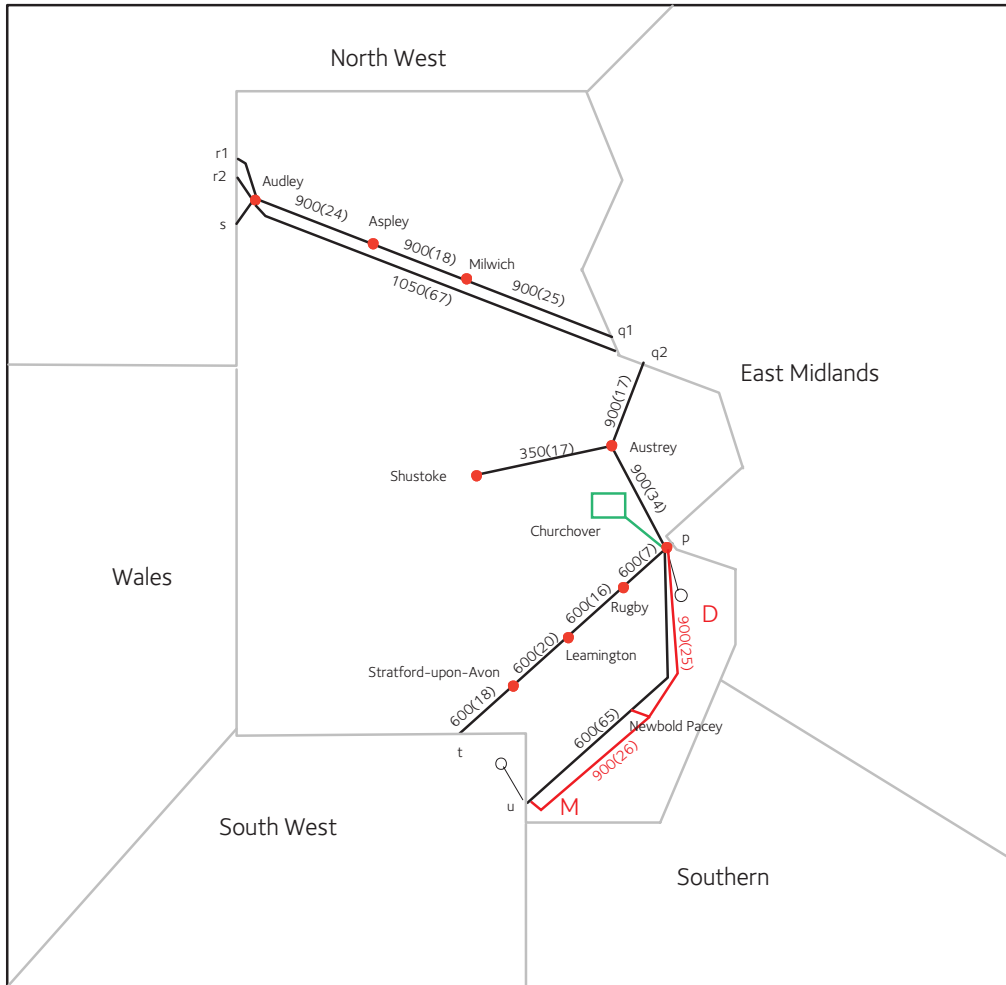 North West
r1
r2
Audley
s
900(24)
Aspley
900(18)
Milwich
1050(67)
900(25)
q1
q2
East Midlands
900(17)
Austrey
350(17)
Shustoke
900(34)
Churchover
p
600(7)
Wales
600(16)
Rugby
D
900(25)
Leamington
600(20)
Stratford-upon-Avon
600(18)
600(65)
Newbold Pacey
900(26)
t
u
M
South West
Southern